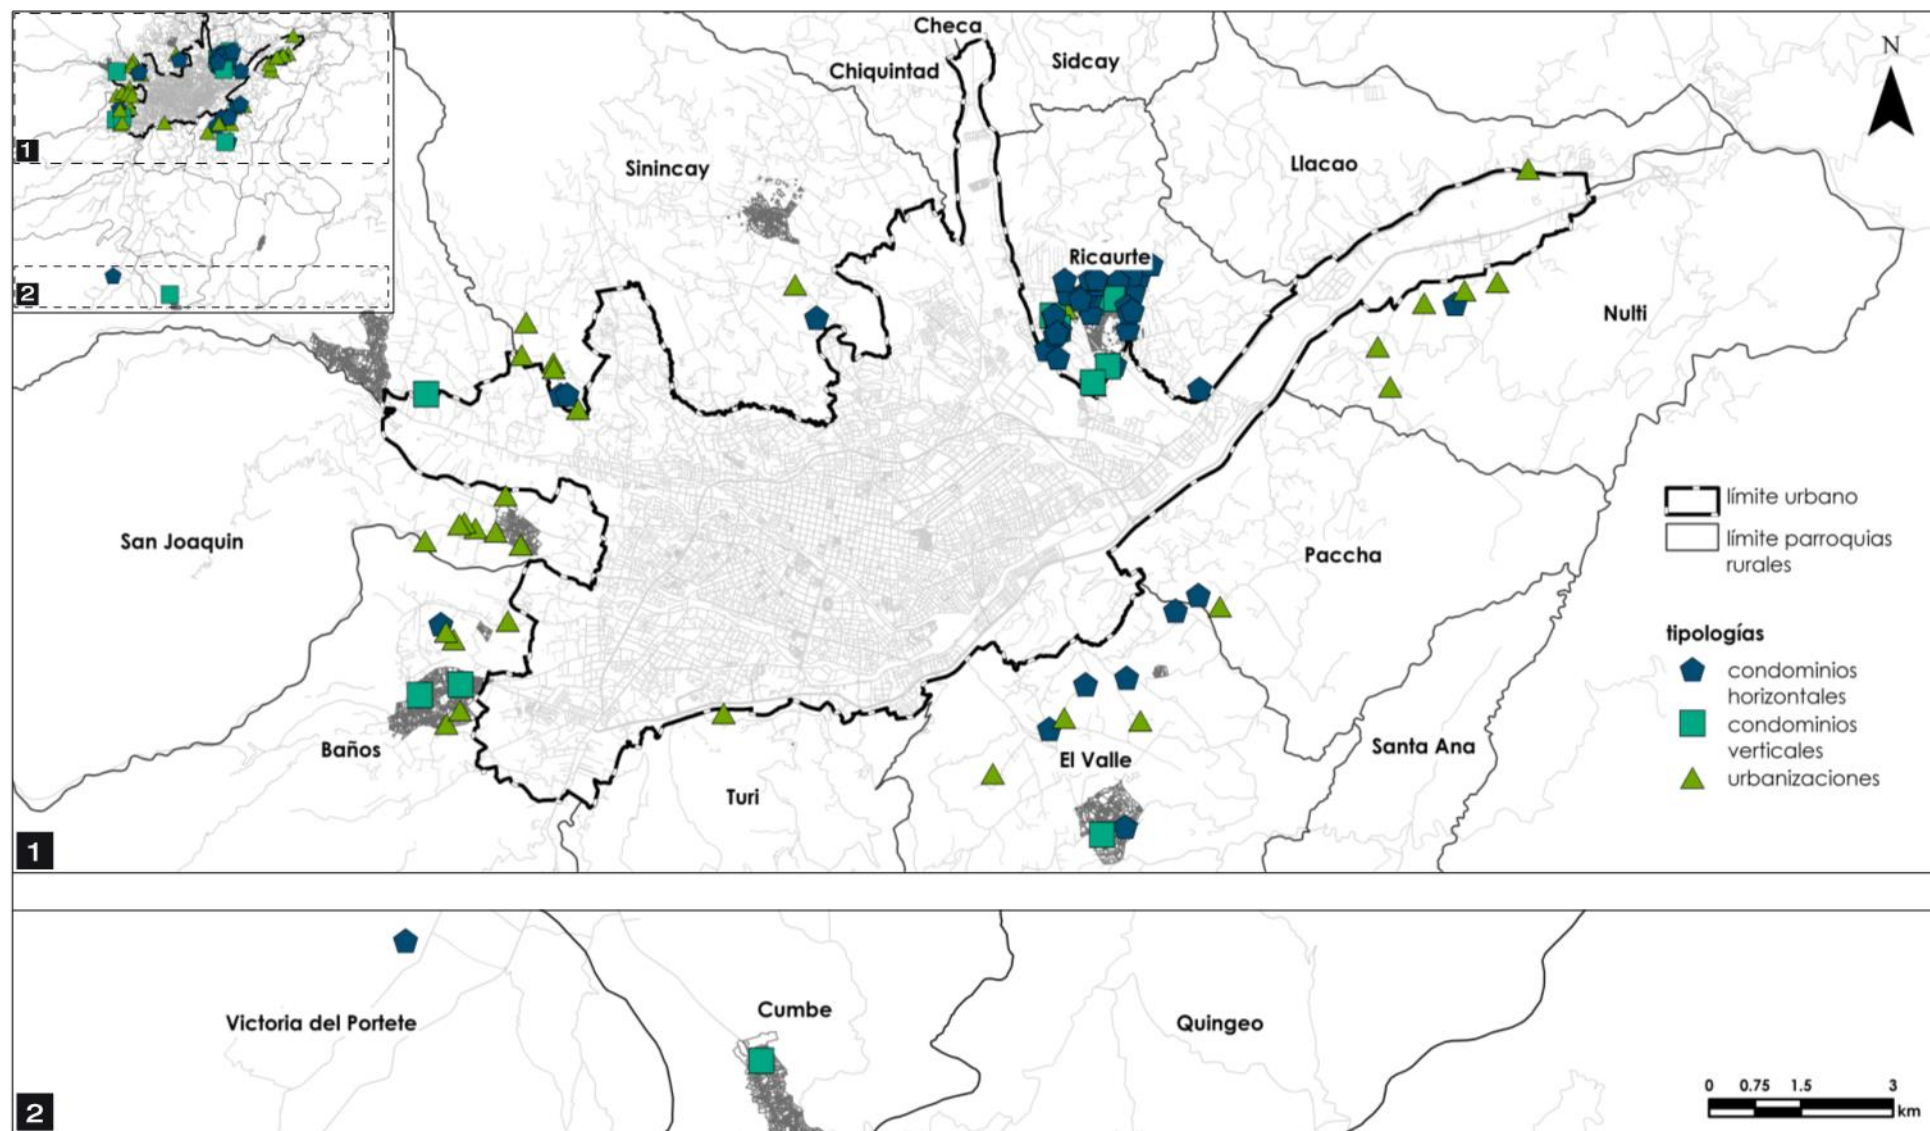 Checa
Chiquintad
Sidcay
N
Sinincay
Llacao
1
Ricaurte
2
Nulti
límite urbano
San Joaquin
límite parroquias
rurales
Paccha
tipologías
condominios
horizontales
condominios
verticales
Baños
Santa Ana
El Valle
urbanizaciones
Turi
1
Victoria del Portete
Cumbe
Quingeo
0 0.75 1.5 3
km
2